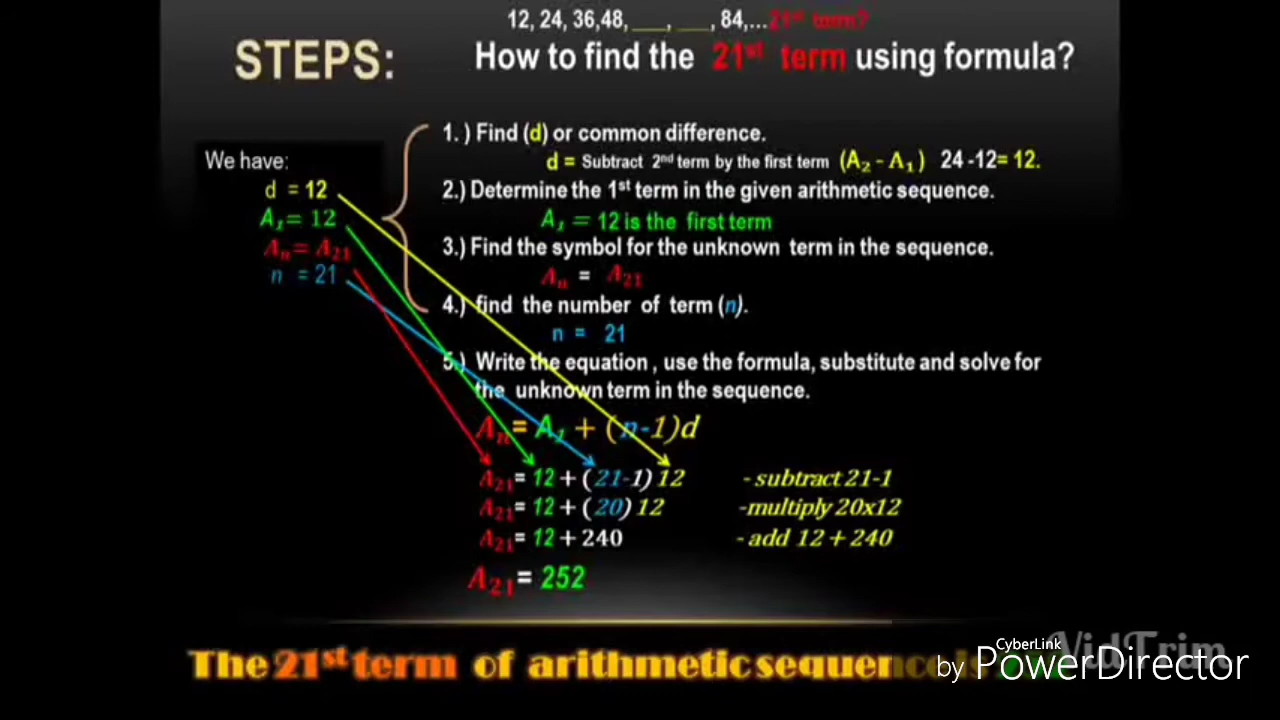 12, 24, 36,48, ___, ___, 84,...21st term?
STEPS:
How to find the 21st term using formula?
1. ) Find (d) or common difference.
d = Subtract 2nd term by the first term (A₂ - A₁) 24 -12= 12.
2.) Determine the 1st term in the given arithmetic sequence.
A₁ = 12 is the first term
3.) Find the symbol for the unknown term in the sequence.
Aₙ = A₂₁
4.) find the number of term (n).
n = 21
5.) Write the equation , use the formula, substitute and solve for
the unknown term in the sequence.
We have:
d = 12
A₁= 12
Aₙ= A₂₁
n = 21
Aₙ= A₁ + (n-1)d
A₂₁= 12 + (21-1) 12 - subtract 21-1
A₂₁= 12 + (20) 12 -multiply 20x12
A₂₁= 12 + 240 - add 12 + 240
A₂₁ = 252
The 21st term of arithmetic sequence is
VidTrim
CyberLink
by PowerDirector